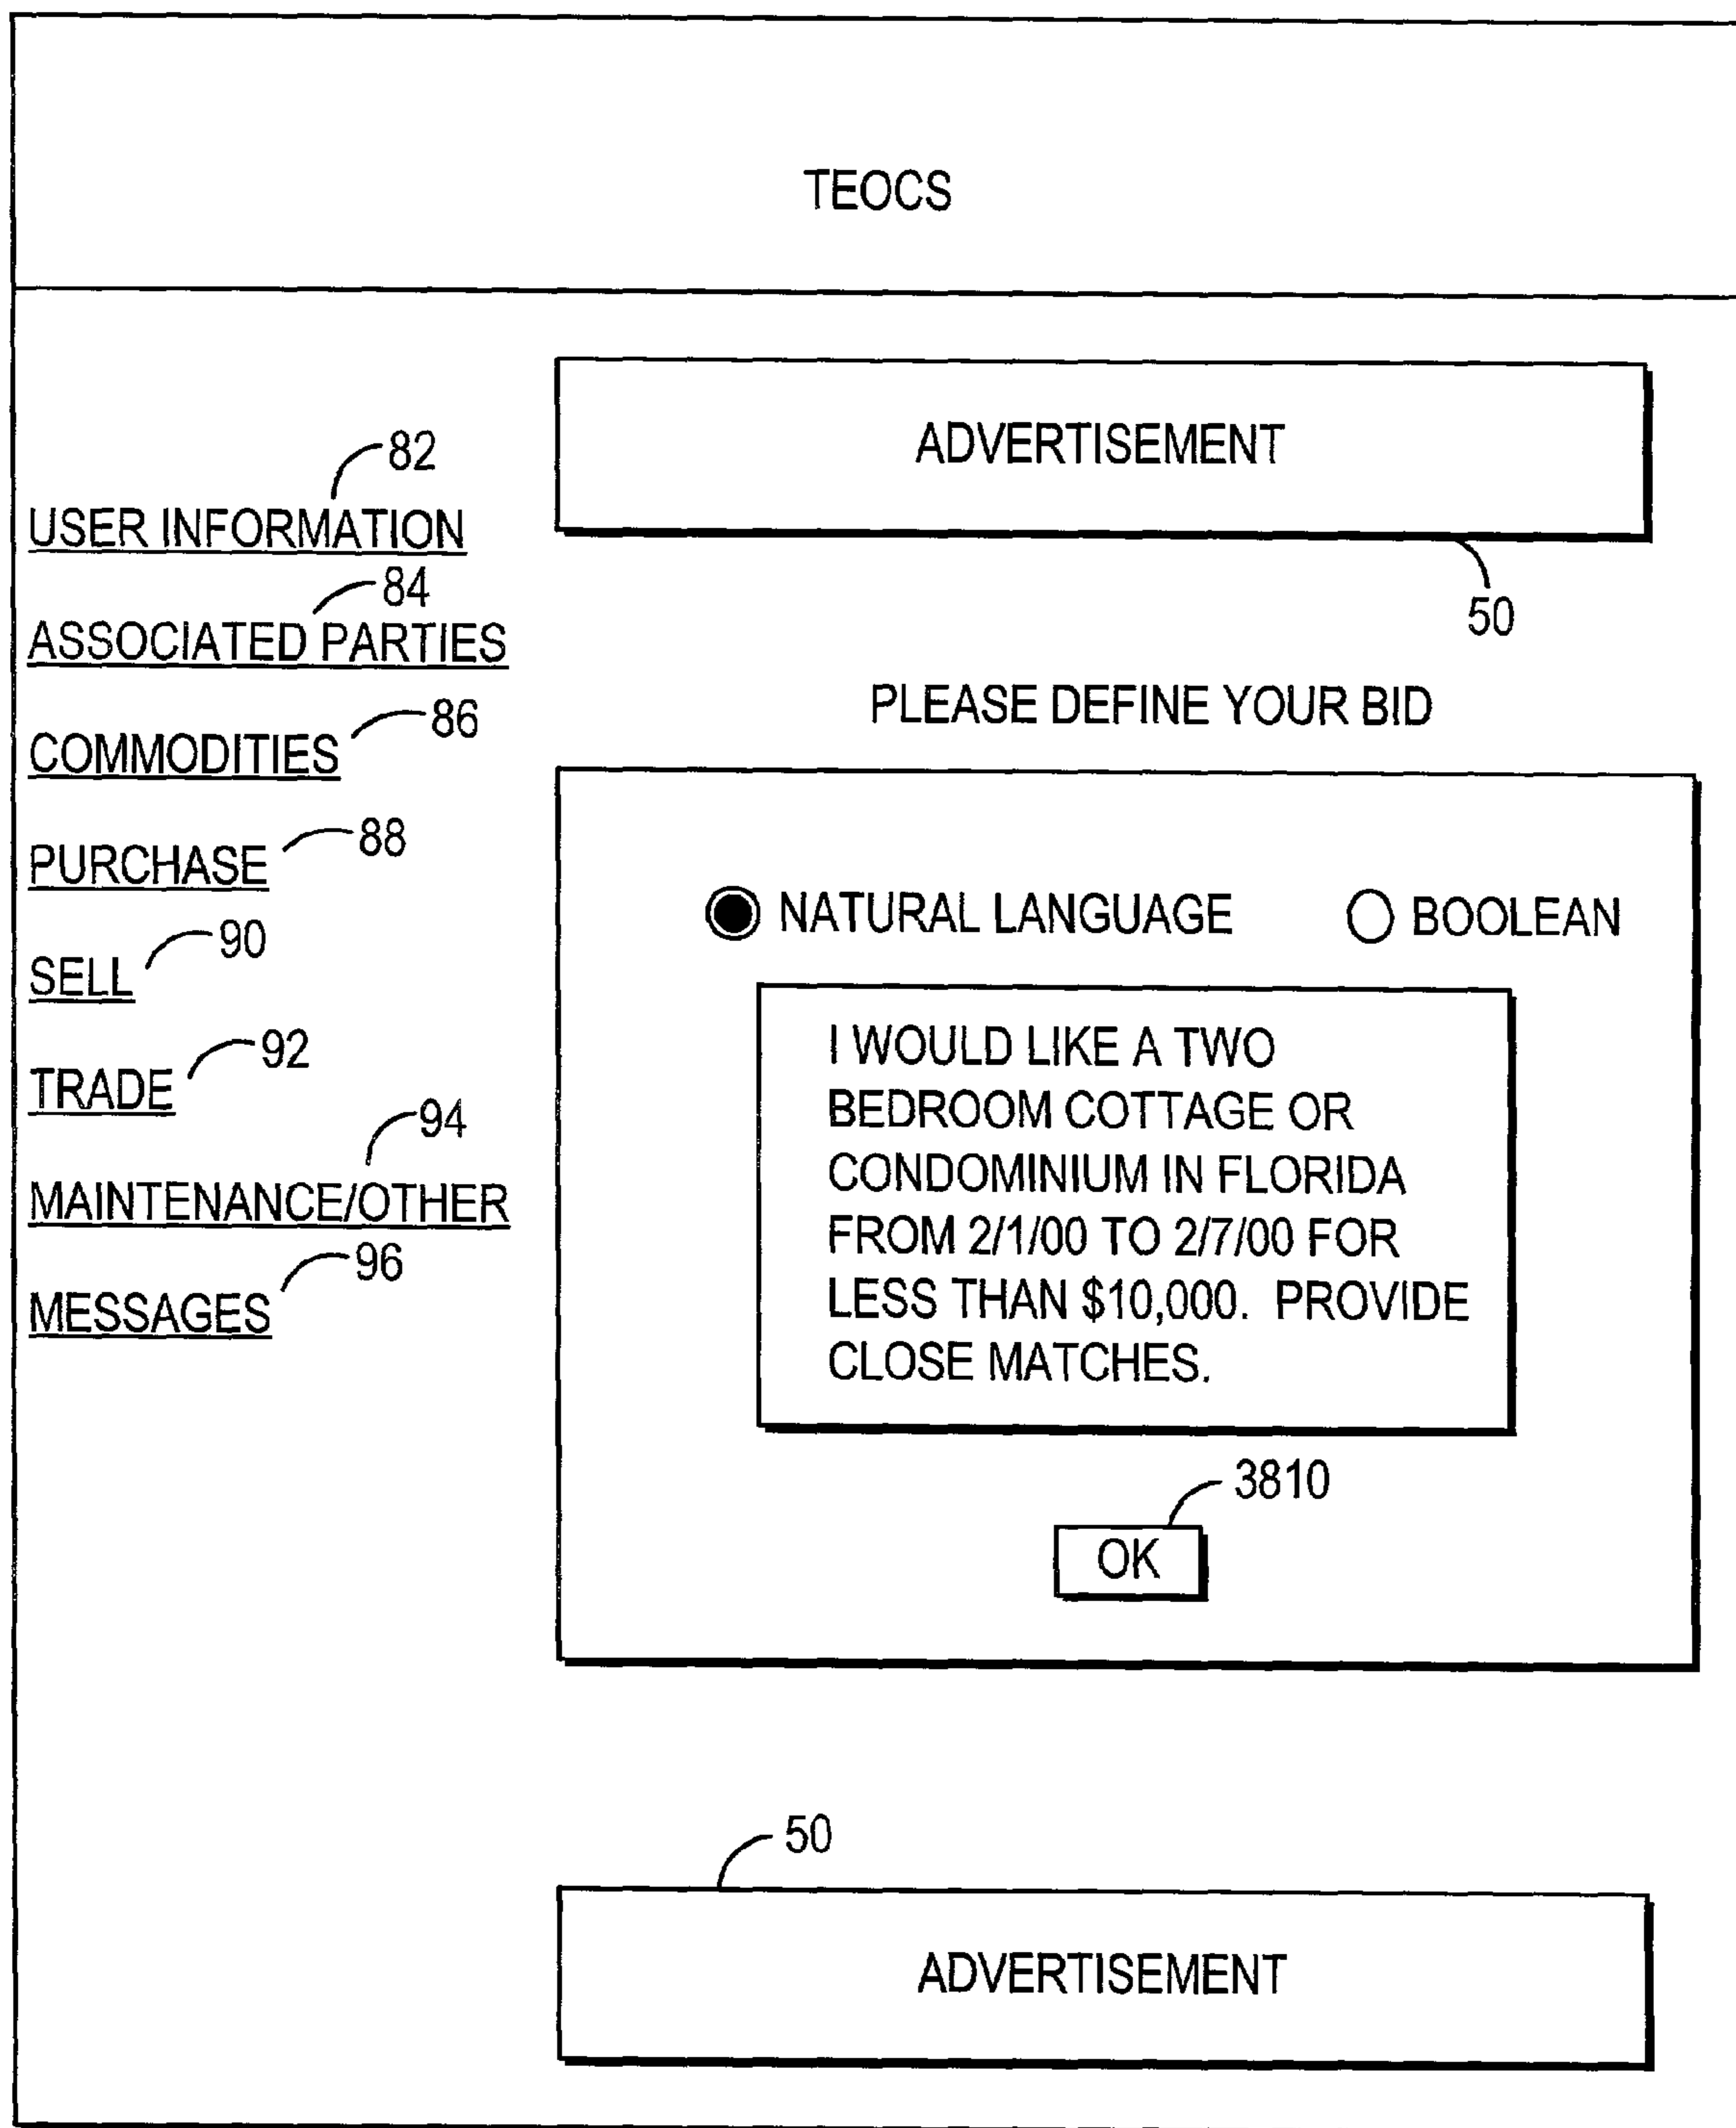 TEOCS
ADVERTISEMENT
50
82
USER INFORMATION
84
ASSOCIATED PARTIES
86
COMMODITIES
88
PURCHASE
90
SELL
92
TRADE
94
MAINTENANCE/OTHER
96
MESSAGES
PLEASE DEFINE YOUR BID
NATURAL LANGUAGE BOOLEAN
I WOULD LIKE A TWO
BEDROOM COTTAGE OR
CONDOMINIUM IN FLORIDA
FROM 2/1/00 TO 2/7/00 FOR
LESS THAN $10,000. PROVIDE
CLOSE MATCHES.
3810
OK
50
ADVERTISEMENT